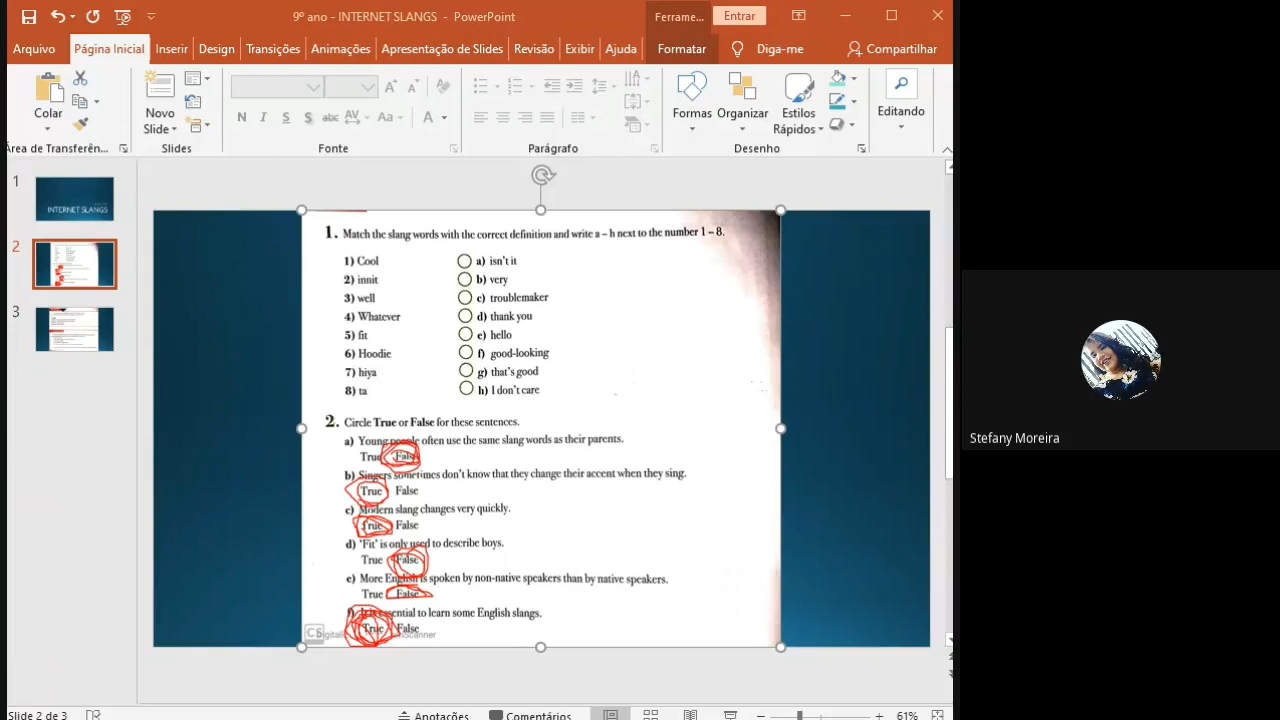 9º ano - INTERNET SLANGS - PowerPoint
Ferrame...
Entrar
Arquivo
Página Inicial
Inserir
Design
Transições
Animações
Apresentação de Slides
Revisão
Exibir
Ajuda
Formatar
Diga-me
Compartilhar
Colar
Novo
Slide
N I S S abc AV Aa A
Formas
Organizar
Estilos
Rápidos
Editando
Área de Transferên...
Slides
Fonte
Parágrafo
Desenho
1
INTERNET SLANGS
2
3
1. Match the slang words with the correct definition and write a – h next to the number 1 – 8.
1) Cool a) isn't it
2) innit b) very
3) well c) troublemaker
4) Whatever d) thank you
5) fit e) hello
6) Hoodie f) good-looking
7) hiya g) that's good
8) ta h) I don't care
2. Circle True or False for these sentences.
a) Young people often use the same slang words as their parents.
True False
b) Singers sometimes don't know that they change their accent when they sing.
True False
c) Modern slang changes very quickly.
True False
d) 'Fit' is only used to describe boys.
True False
e) More English is spoken by non-native speakers than by native speakers.
True False
f) It is essential to learn some English slangs.
True False
CS
Stefany Moreira
Slide 2 de 3
Anotações
Comentários
61%